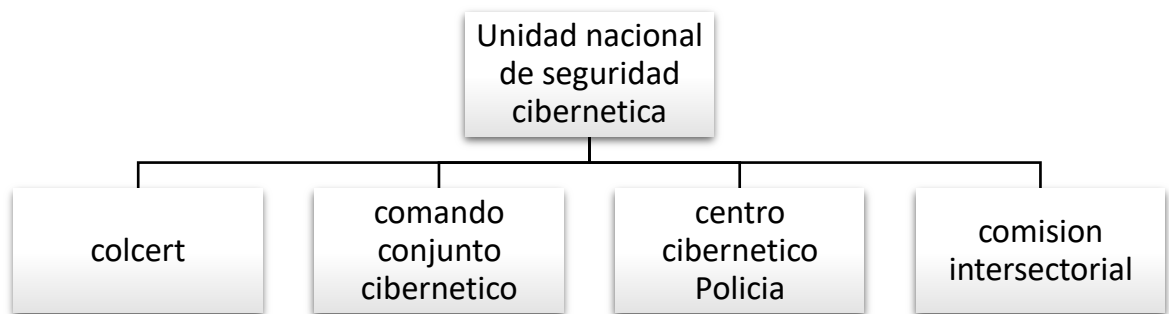 Unidad nacional
de seguridad
cibernetica
colcert
comando
conjunto
cibernetico
centro
cibernetico
Policia
comision
intersectorial